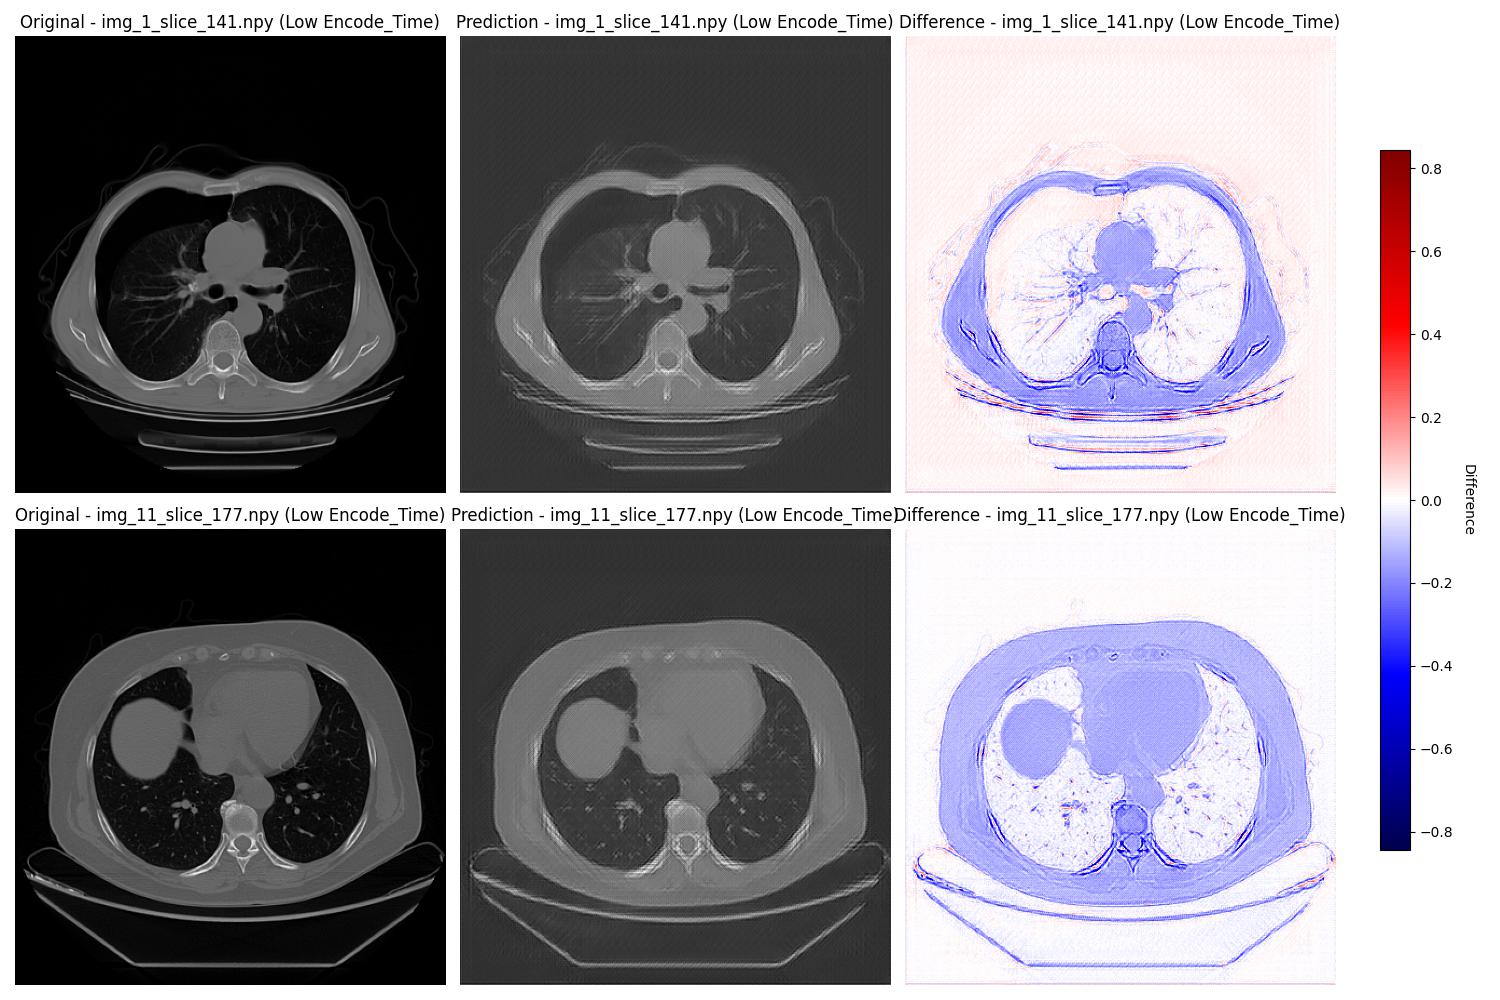 Original - img_1_slice_141.npy (Low Encode_Time)
Prediction - img_1_slice_141.npy (Low Encode_Time)
Difference - img_1_slice_141.npy (Low Encode_Time)
Original - img_11_slice_177.npy (Low Encode_Time)
Prediction - img_11_slice_177.npy (Low Encode_Time)
Difference - img_11_slice_177.npy (Low Encode_Time)
0.8
0.6
0.4
0.2
0.0
−0.2
−0.4
−0.6
−0.8
Difference